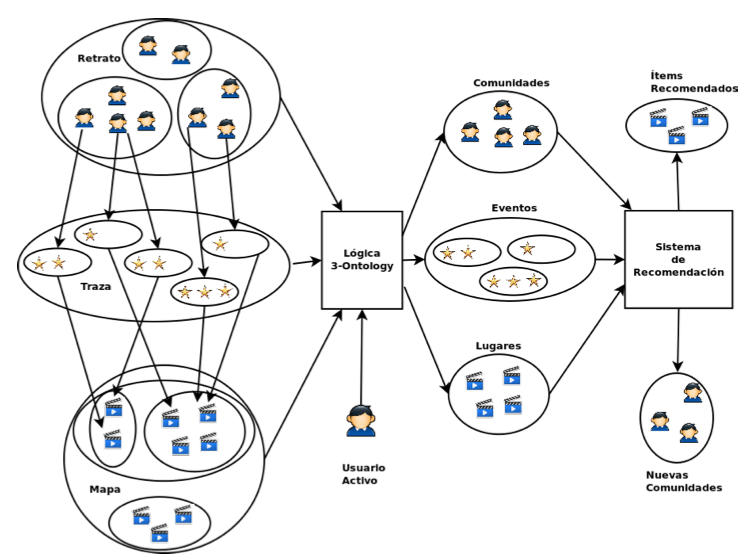 Retrato
Traza
Mapa
Lógica
3-Ontology
Usuario
Activo
Comunidades
Eventos
Lugares
Ítems
Recomendados
Sistema
de
Recomendación
Nuevas
Comunidades